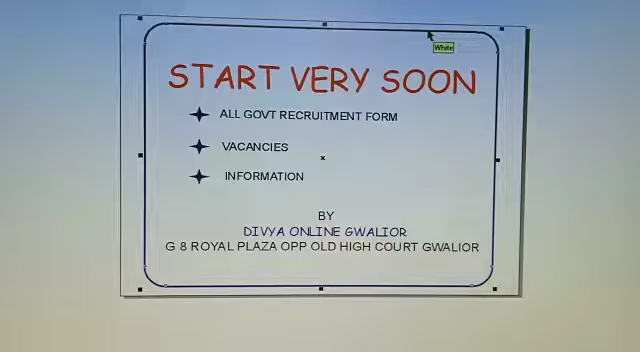 White
START VERY SOON
ALL GOVT RECRUITMENT FORM
VACANCIES
INFORMATION
BY
DIVYA ONLINE GWALIOR
G 8 ROYAL PLAZA OPP OLD HIGH COURT GWALIOR